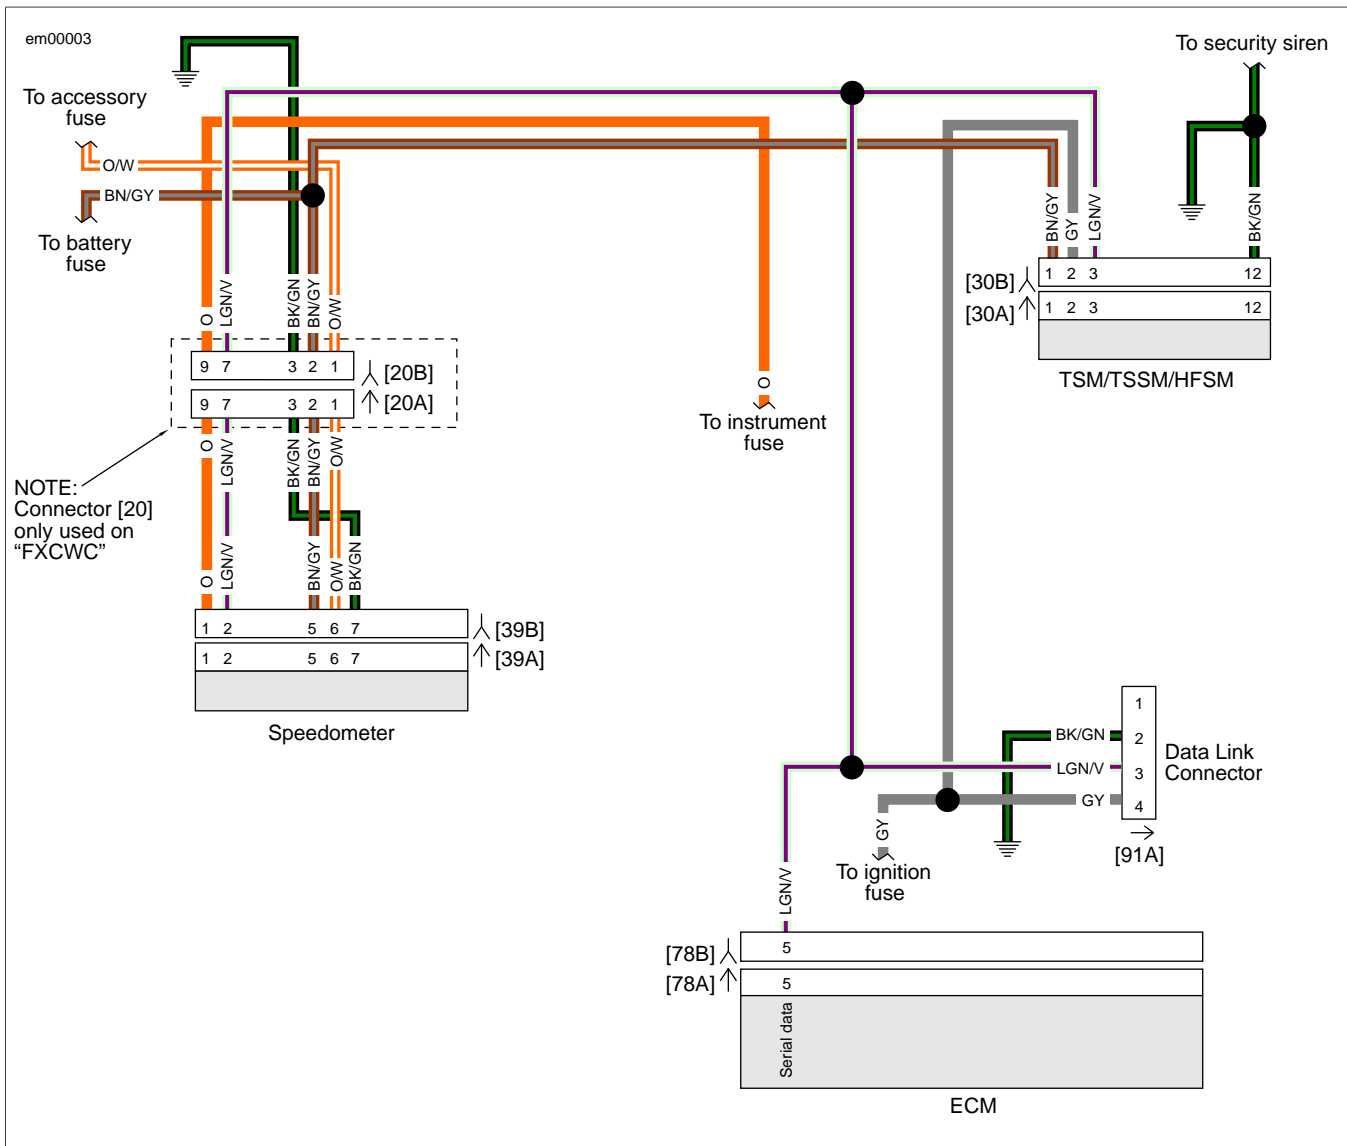 em00003
To security siren
To accessory
fuse
O/W
BN/GY
To battery
fuse
O
LGN/V
BK/GN
BN/GY
O/W
BN/GY
GY
LGN/V
BK/GN
[30B]
1 2 3 12
[30A]
1 2 3 12
TSM/TSSM/HFSM
9 7 3 2 1
[20B]
9 7 3 2 1
[20A]
O
To instrument
fuse
O
LGN/V
BK/GN
BN/GY
O/W
NOTE:
Connector [20]
only used on
“FXCWC”
O
LGN/V
BN/GY
O/W
BK/GN
1 2 5 6 7
[39B]
1 2 5 6 7
[39A]
Speedometer
1
BK/GN
2
LGN/V
3
GY
4
Data Link
Connector
[91A]
GY
To ignition
fuse
LGN/V
[78B]
5
[78A]
5
Serial data
ECM